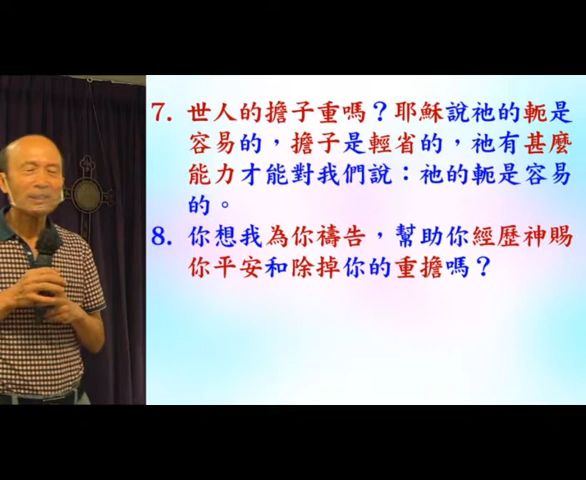 7. 世人的擔子重嗎？耶穌說祂的軛是
容易的，擔子是輕省的，祂有甚麼
能力才能對我們說：祂的軛是容易
的。
8. 你想我為你禱告，幫助你經歷神賜
你平安和除掉你的重擔嗎？